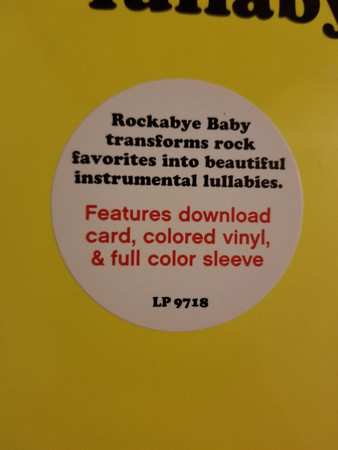 lullaby
Rockabye Baby
transforms rock
favorites into beautiful
instrumental lullabies.
Features download
card, colored vinyl,
& full color sleeve
LP 9718